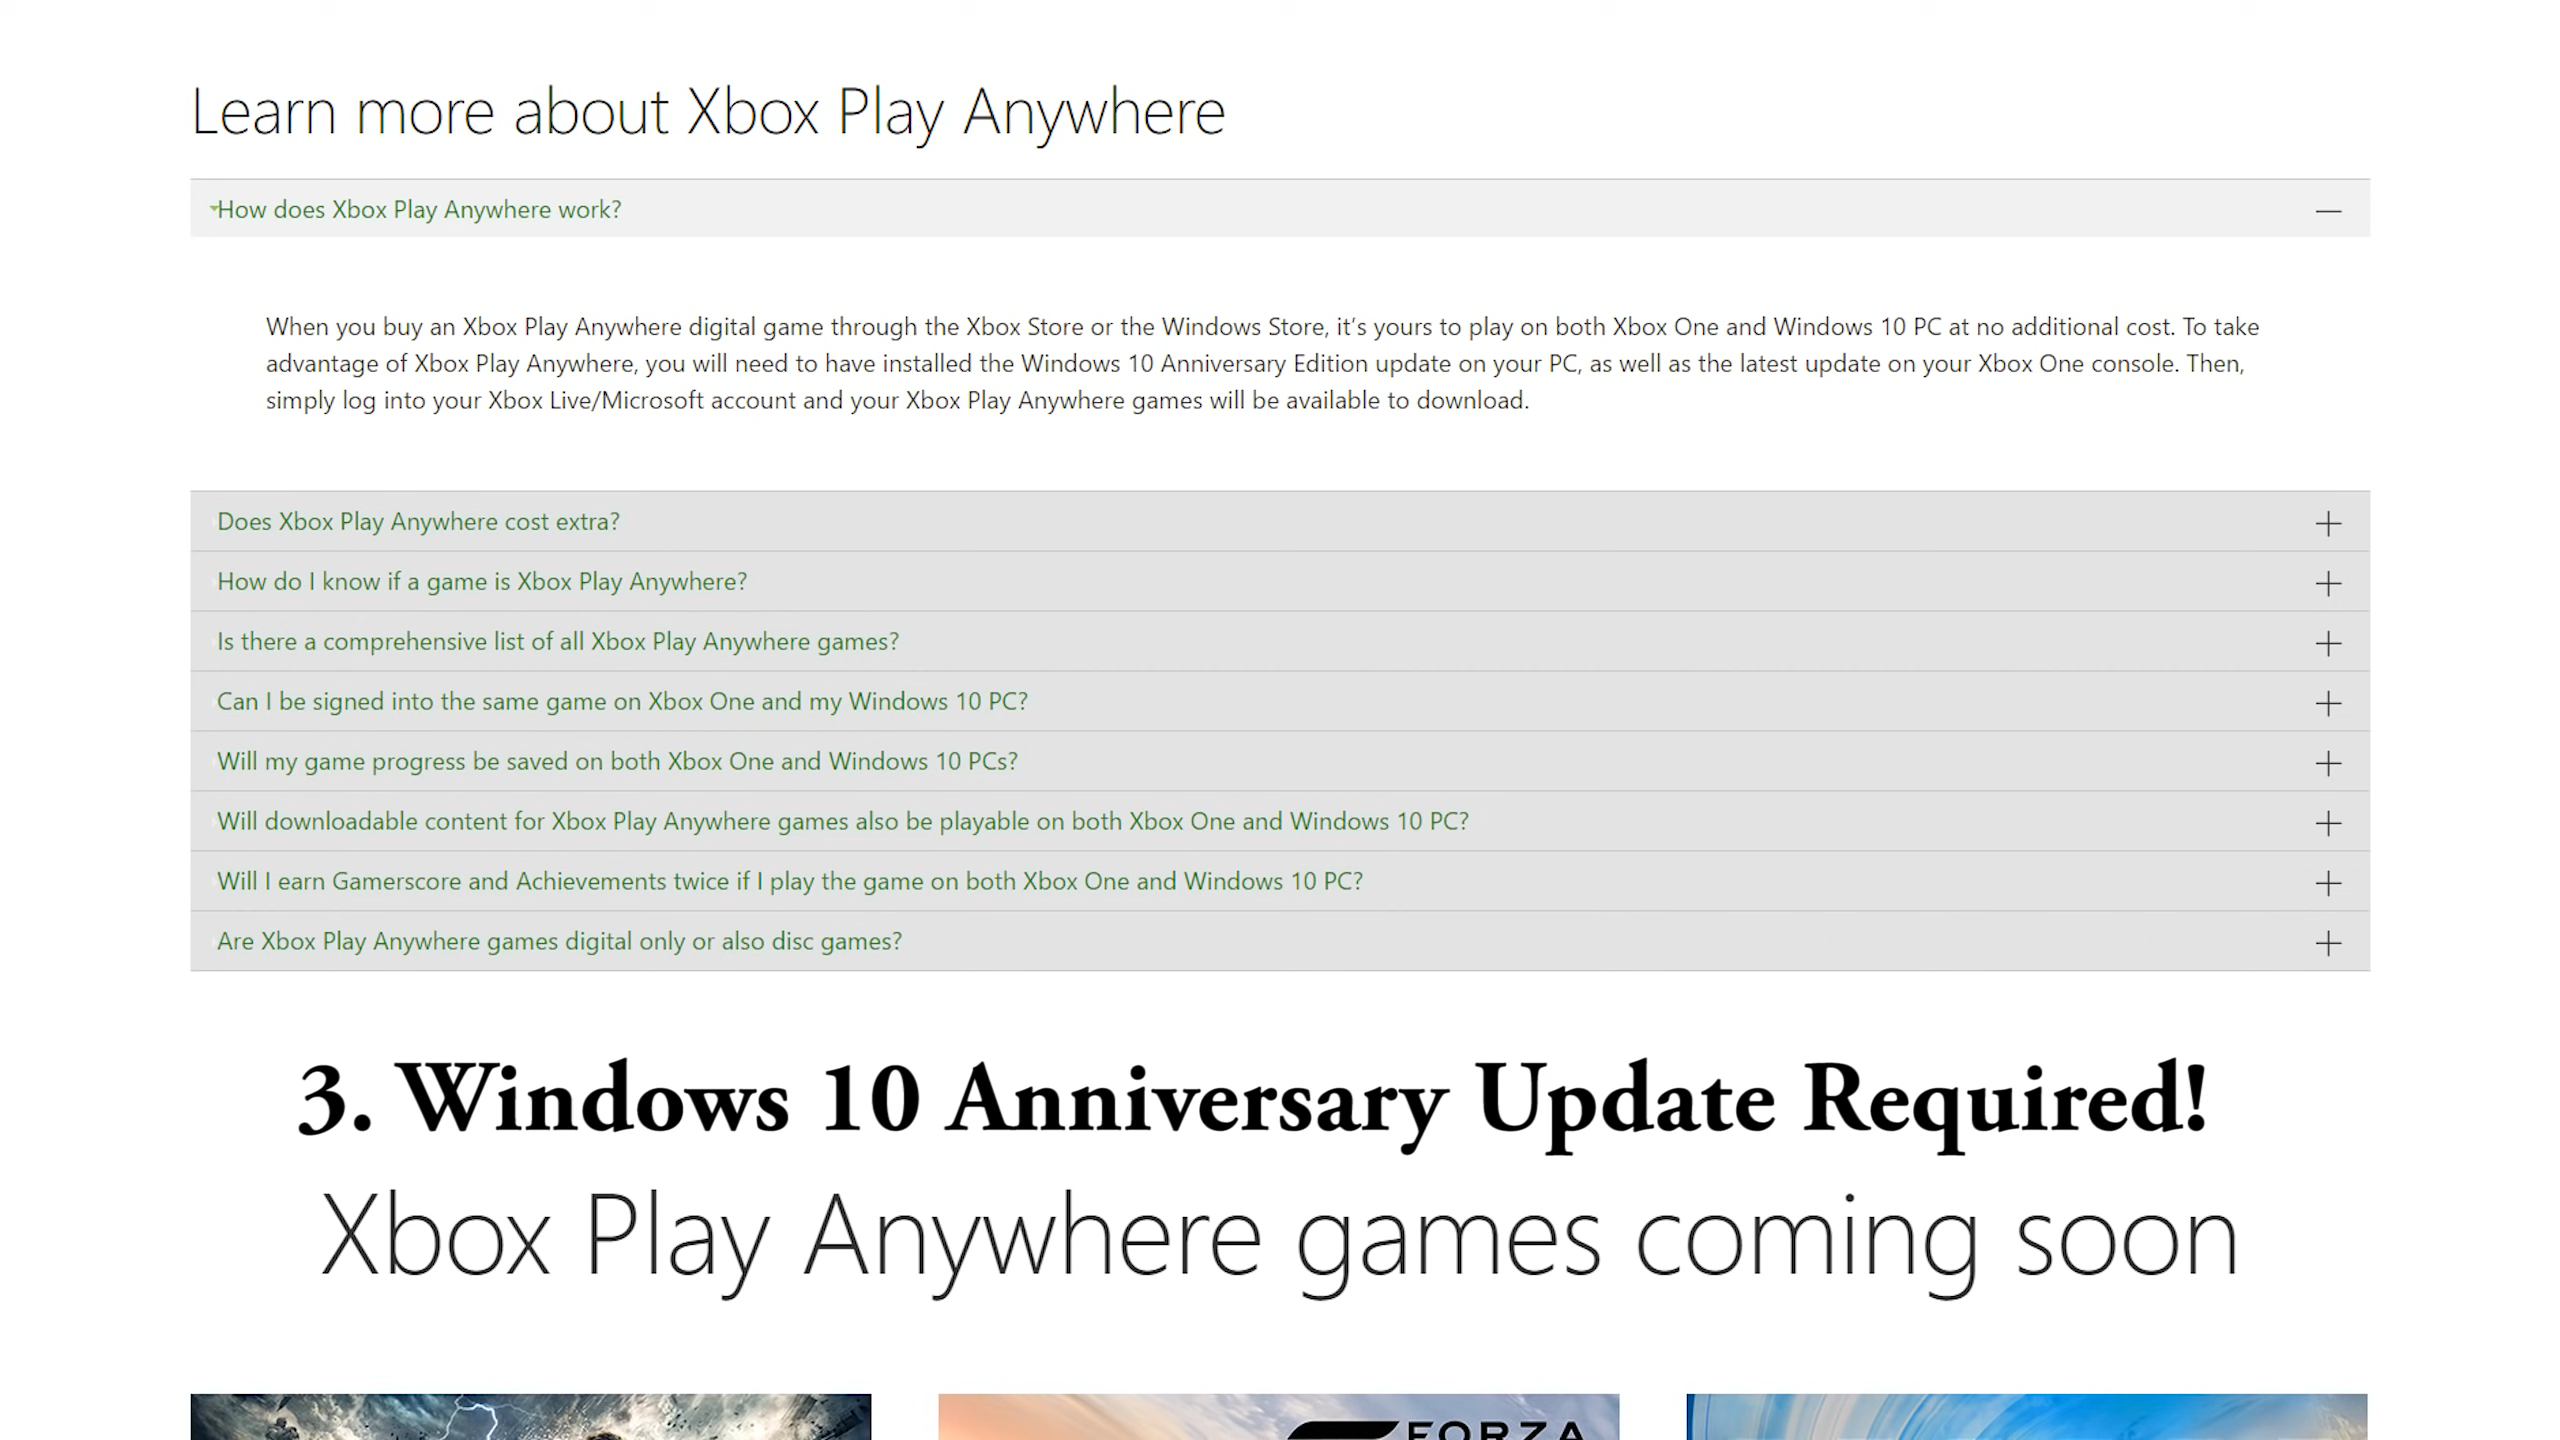 Learn more about Xbox Play Anywhere
How does Xbox Play Anywhere work?
When you buy an Xbox Play Anywhere digital game through the Xbox Store or the Windows Store, it’s yours to play on both Xbox One and Windows 10 PC at no additional cost. To take
advantage of Xbox Play Anywhere, you will need to have installed the Windows 10 Anniversary Edition update on your PC, as well as the latest update on your Xbox One console. Then,
simply log into your Xbox Live/Microsoft account and your Xbox Play Anywhere games will be available to download.
Does Xbox Play Anywhere cost extra?
How do I know if a game is Xbox Play Anywhere?
Is there a comprehensive list of all Xbox Play Anywhere games?
Can I be signed into the same game on Xbox One and my Windows 10 PC?
Will my game progress be saved on both Xbox One and Windows 10 PCs?
Will downloadable content for Xbox Play Anywhere games also be playable on both Xbox One and Windows 10 PC?
Will I earn Gamerscore and Achievements twice if I play the game on both Xbox One and Windows 10 PC?
Are Xbox Play Anywhere games digital only or also disc games?
3. Windows 10 Anniversary Update Required!
Xbox Play Anywhere games coming soon
FORZA